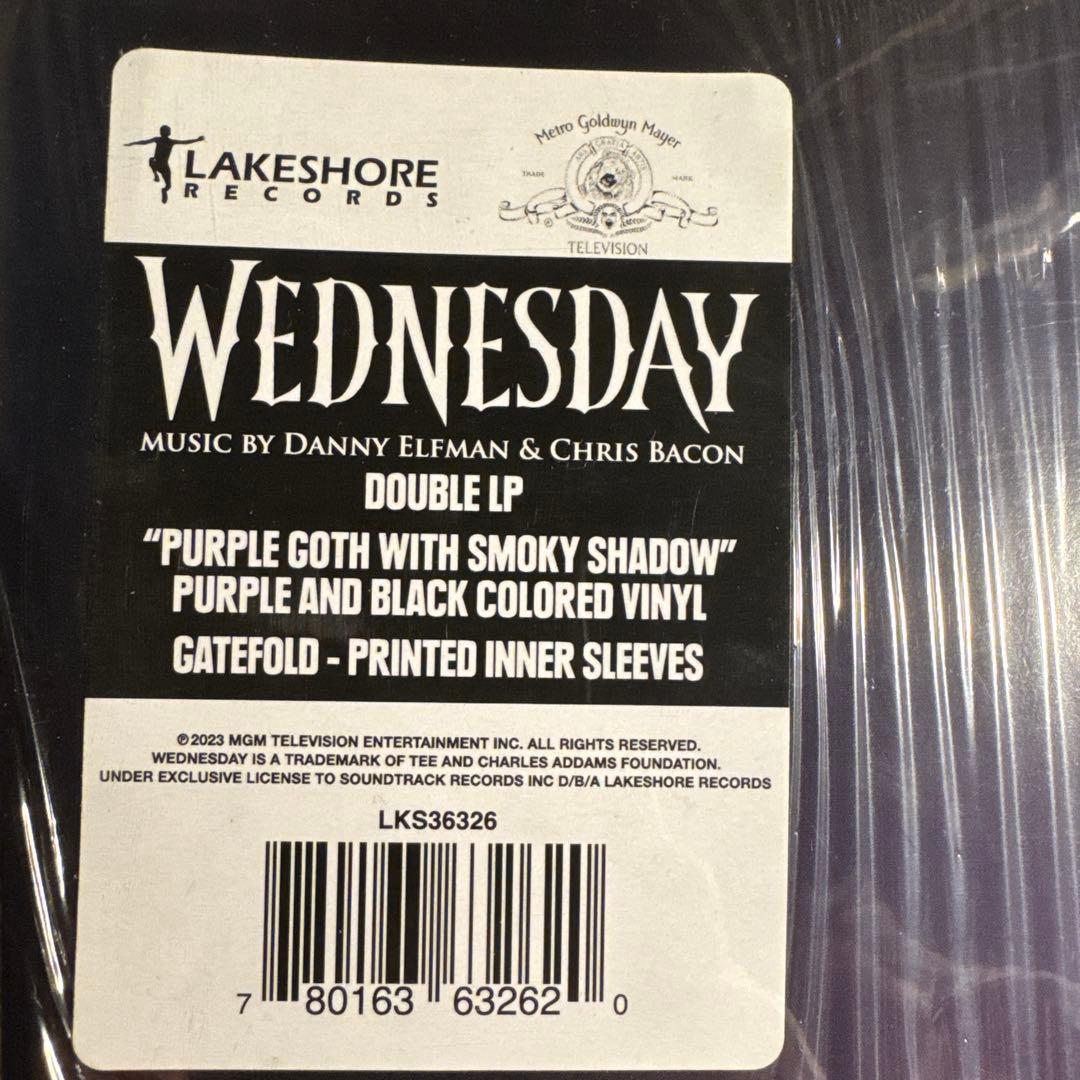 LAKESHORE
RECORDS
Metro Goldwyn Mayer
ARS GRATIA ARTIS
TRADE MARK
®
TELEVISION
WEDNESDAY
MUSIC BY DANNY ELFMAN & CHRIS BACON
DOUBLE LP
“PURPLE GOTH WITH SMOKY SHADOW”
PURPLE AND BLACK COLORED VINYL
GATEFOLD - PRINTED INNER SLEEVES
℗2023 MGM TELEVISION ENTERTAINMENT INC. ALL RIGHTS RESERVED.
WEDNESDAY IS A TRADEMARK OF TEE AND CHARLES ADDAMS FOUNDATION.
UNDER EXCLUSIVE LICENSE TO SOUNDTRACK RECORDS INC D/B/A LAKESHORE RECORDS
LKS36326
7 80163 63262 0